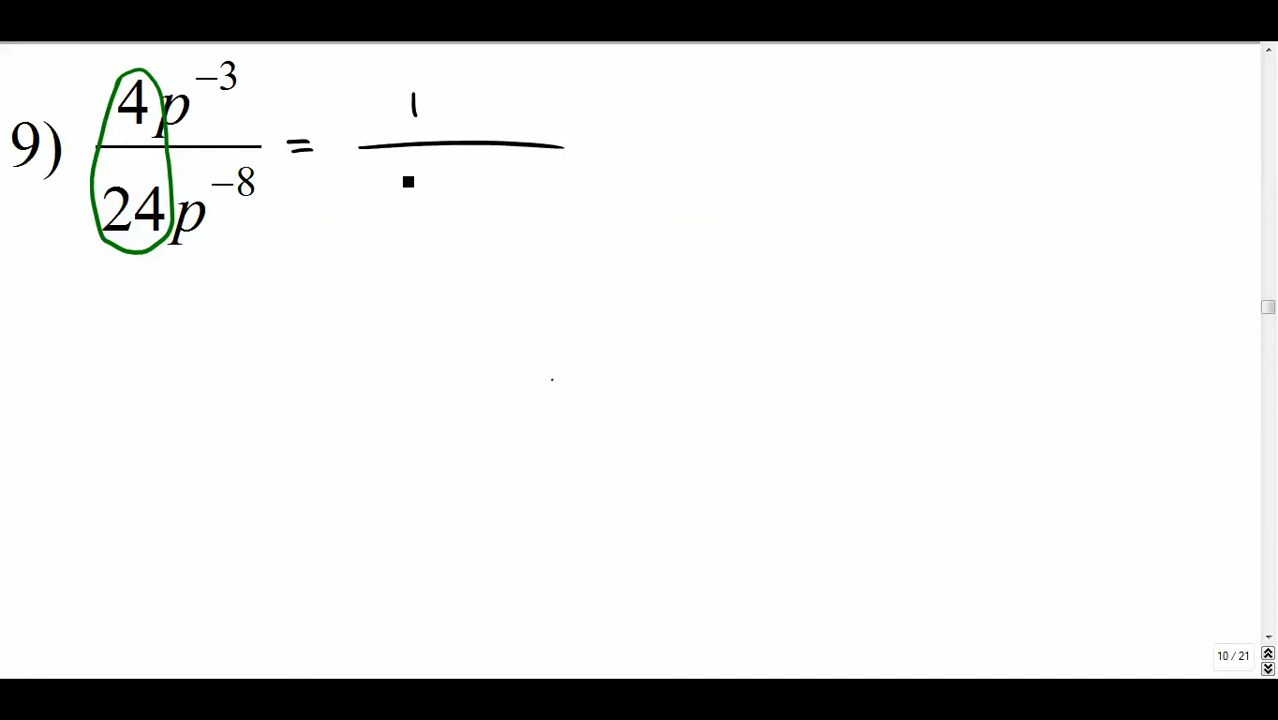 9) 4p⁻³ / 24p⁻⁸ = 1 /
10 / 21